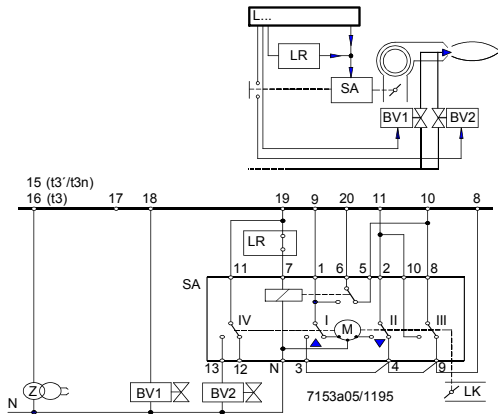 L...
LR
SA
BV1
BV2
15 (t3´/t3n)
16 (t3)
17
18
19
9
20
11
10
8
LR
11
7
1
6
5
2
10
8
SA
IV
I
M
II
III
13
12
N
3
4
9
Z
N
BV1
BV2
7153a05/1195
LK